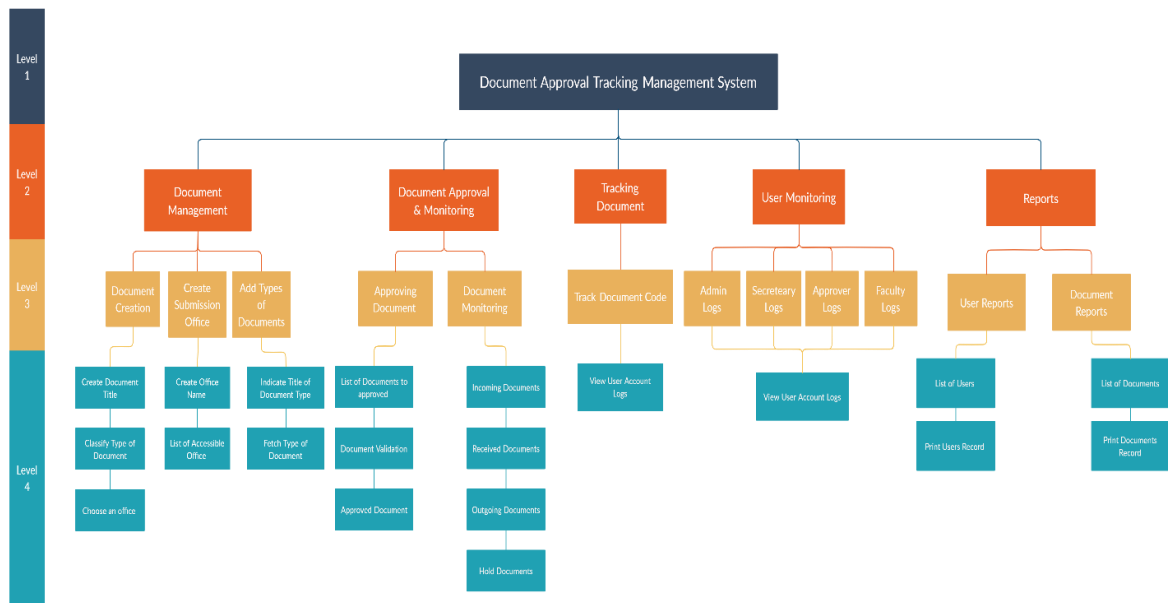 Level
1
Document Approval Tracking Management System
Level
2
Document
Management
Document Approval
& Monitoring
Tracking
Document
User Monitoring
Reports
Level
3
Document
Creation
Create
Submission
Office
Add Types of
Documents
Approving
Document
Document
Monitoring
Track Document Code
Admin
Logs
Secreteary
Logs
Approver
Logs
Faculty
Logs
User Reports
Document
Reports
Level
4
Create Document
Title
Create Office
Name
Indicate Title of
Document Type
List of Documents to
approved
Incoming Documents
View User Account
Logs
View User Account Logs
List of Users
List of Documents
Classify Type of
Document
List of Accessible
Office
Fetch Type of
Document
Document Validation
Received Documents
Print Users Record
Print Documents
Record
Choose an office
Approved Document
Outgoing Documents
Hold Documents